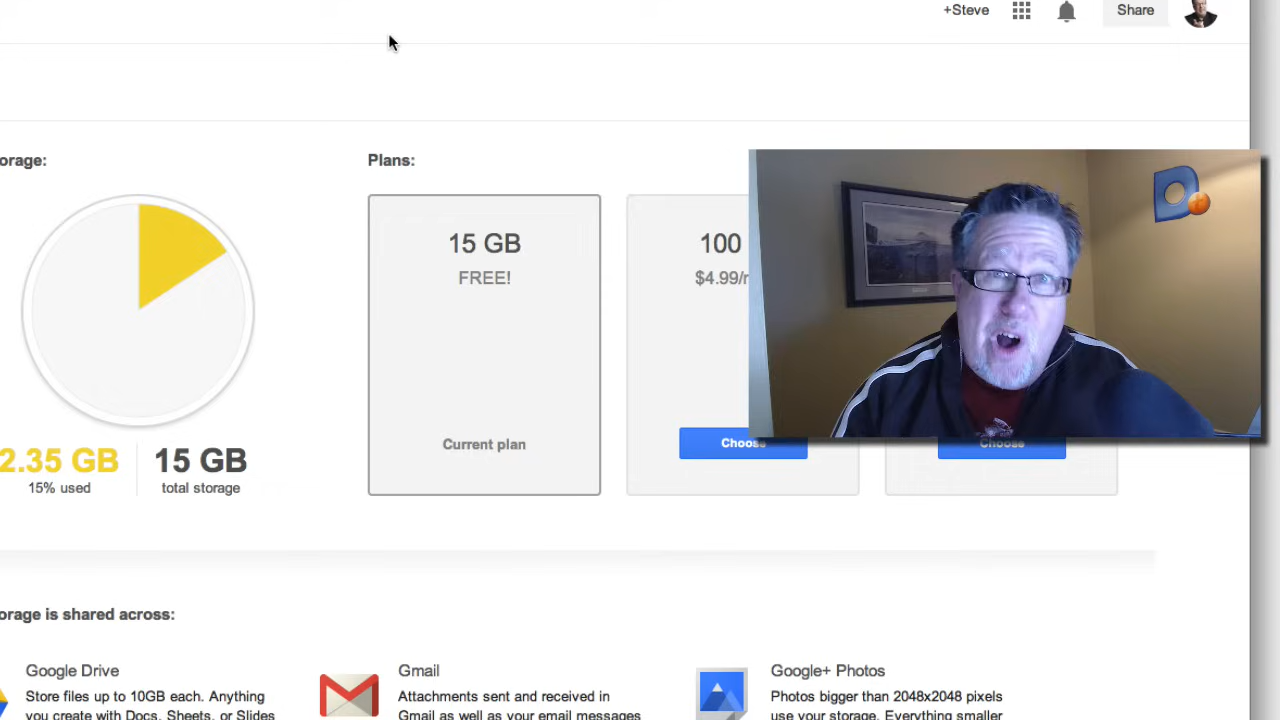 +Steve
Share
orage:
Plans:
15 GB
FREE!
Current plan
100
$4.99/
Choose
Choose
2.35 GB
15% used
15 GB
total storage
orage is shared across:
Google Drive
Store files up to 10GB each. Anything
you create with Docs, Sheets, or Slides
Gmail
Attachments sent and received in
Gmail as well as your email messages
Google+ Photos
Photos bigger than 2048x2048 pixels
use your storage. Everything smaller